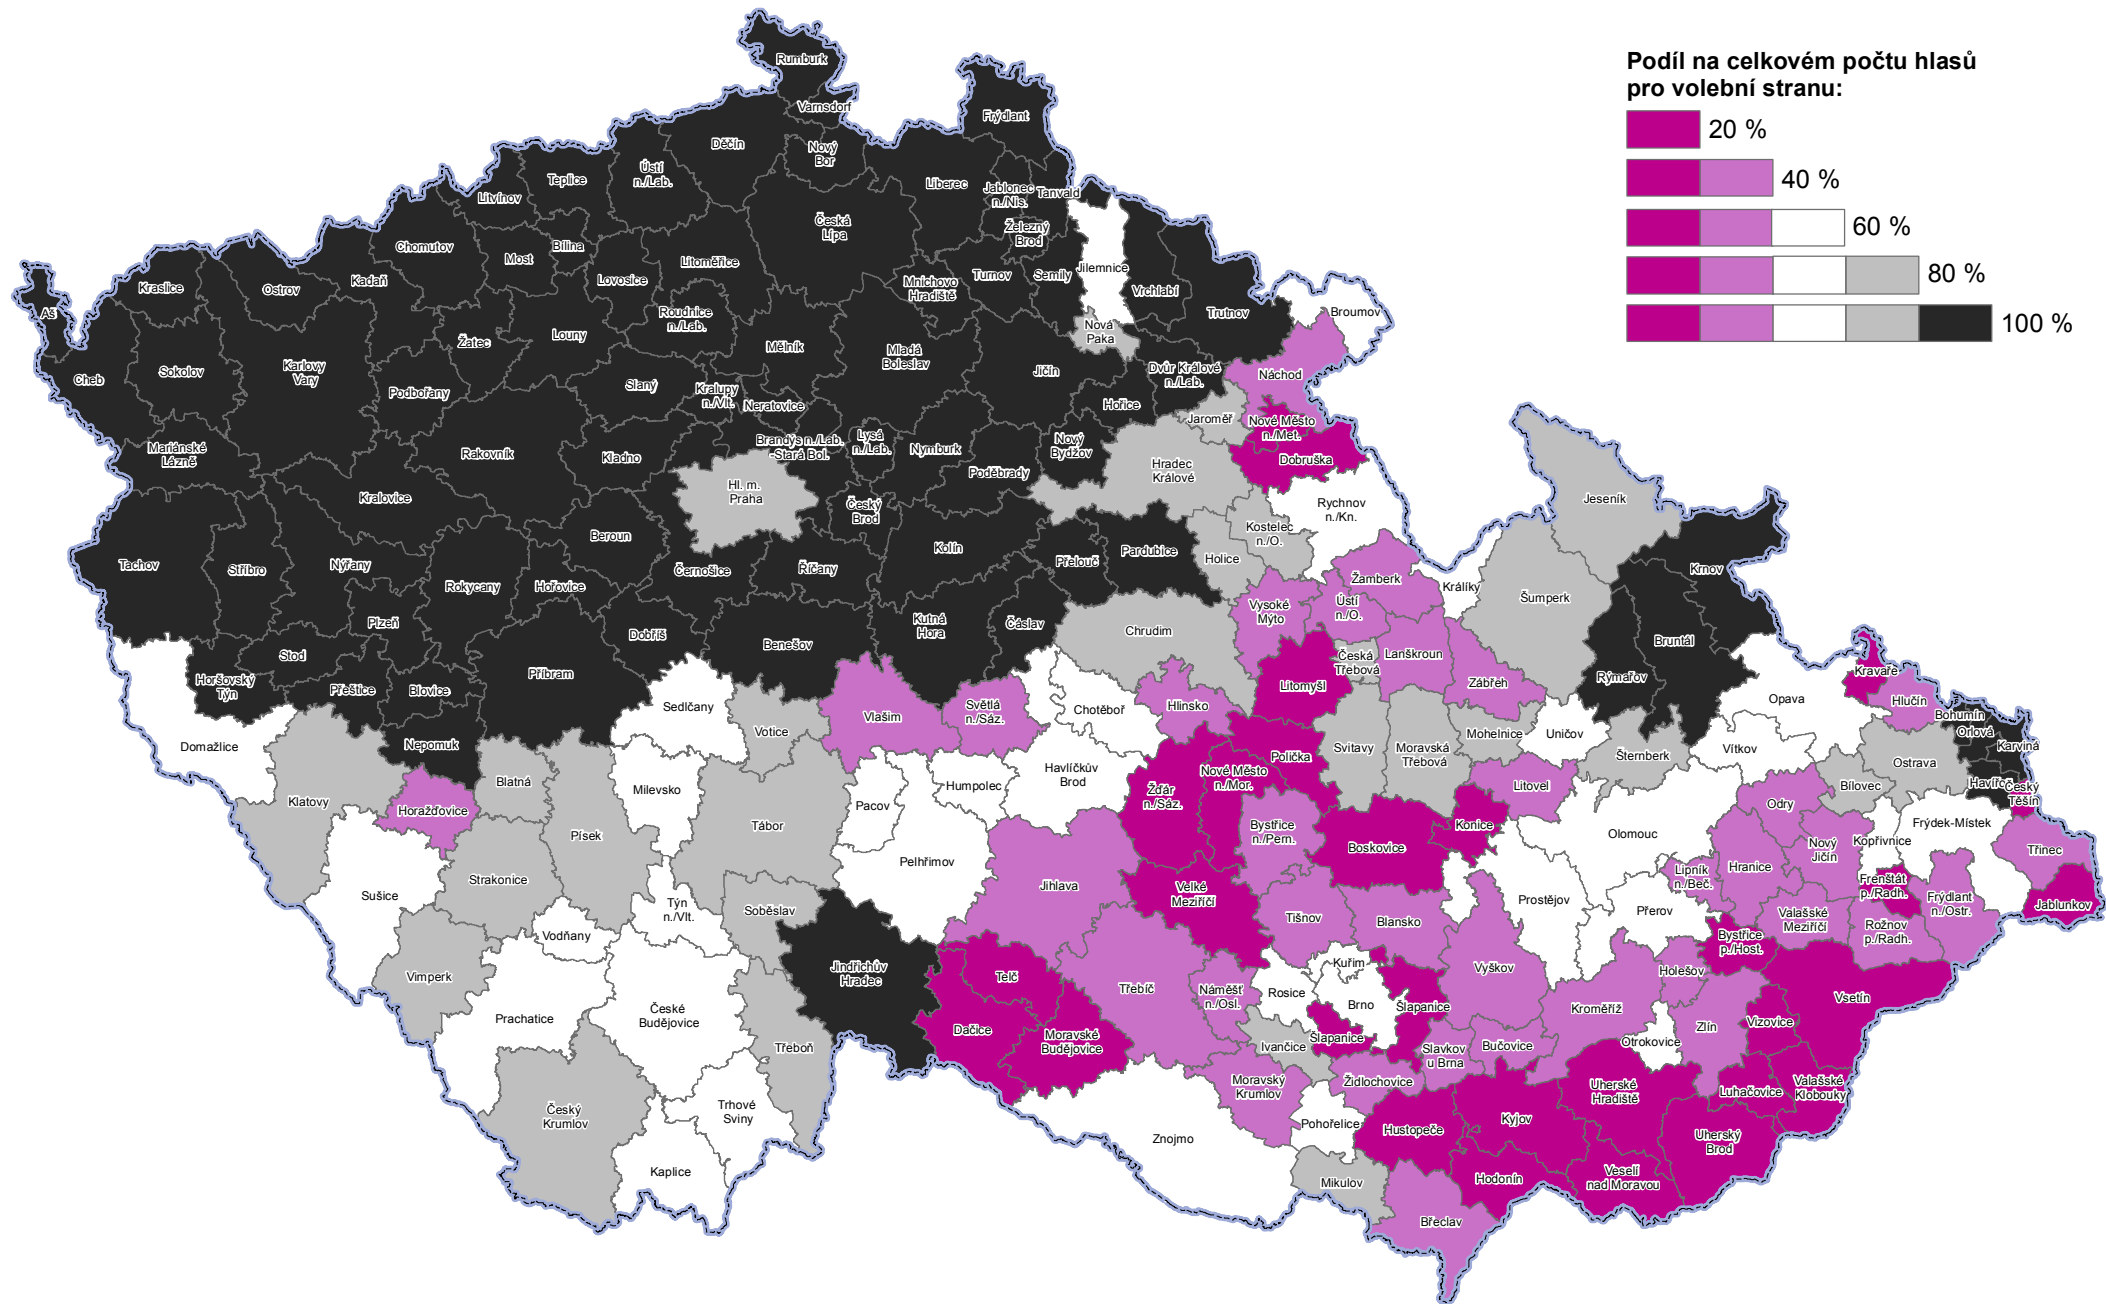 Podíl na celkovém počtu hlasů
pro volební stranu:
20 %
40 %
60 %
80 %
100 %
Rumburk
Varnsdorf
Frýdlant
Děčín
Nový
Bor
Ústí
n./Lab.
Teplice
Litvínov
Liberec
Jablonec
n./Nis.
Tanvald
Železný
Brod
Česká
Lípa
Chomutov
Most
Bílina
Lovosice
Litoměřice
Mnichovo
Hradiště
Turnov
Semily
Jilemnice
Vrchlabí
Trutnov
Broumov
Kraslice
Ostrov
Kadaň
Aš
Roudnice
n./Lab.
Louny
Žatec
Mělník
Mladá
Boleslav
Nová
Paka
Jičín
Dvůr Králové
n./Lab.
Náchod
Cheb
Sokolov
Karlovy
Vary
Podbořany
Slaný
Kralupy
n./Vlt.
Neratovice
Hořice
Jaroměř
Nové Město
n./Met.
Dobruška
Mariánské
Lázně
Rakovník
Kladno
Brandýs n./Lab.
-Stará Bol.
Lysá
n./Lab.
Nymburk
Poděbrady
Nový
Bydžov
Hradec
Králové
Kralovice
Hl. m.
Praha
Český
Brod
Rychnov
n./Kn.
Kostelec
n./O.
Jeseník
Tachov
Stříbro
Nýřany
Rokycany
Hořovice
Beroun
Černošice
Říčany
Kolín
Přelouč
Pardubice
Holice
Žamberk
Králíky
Šumperk
Krnov
Plzeň
Dobříš
Benešov
Kutná
Hora
Čáslav
Chrudim
Vysoké
Mýto
Ústí
n./O.
Lanškroun
Česká
Třebová
Bruntál
Stod
Horšovský
Týn
Přeštice
Blovice
Příbram
Sedlčany
Vlašim
Světlá
n./Sáz.
Chotěboř
Hlinsko
Litomyšl
Zábřeh
Rýmařov
Opava
Kravaře
Hlučín
Bohumín
Orlová
Karviná
Domažlice
Nepomuk
Votice
Havlíčkův
Brod
Polička
Svitavy
Moravská
Třebová
Mohelnice
Uničov
Šternberk
Vítkov
Ostrava
Havířov
Český
Těšín
Klatovy
Horažďovice
Blatná
Milevsko
Tábor
Pacov
Humpolec
Žďár
n./Sáz.
Nové Město
n./Mor.
Bystřice
n./Pern.
Litovel
Konice
Bílovec
Odry
Písek
Pelhřimov
Boskovice
Olomouc
Nový
Jičín
Kopřivnice
Frýdek-Místek
Třinec
Sušice
Strakonice
Týn
n./Vlt.
Soběslav
Jihlava
Velké
Meziříčí
Tišnov
Blansko
Prostějov
Přerov
Lipník
n./Beč.
Hranice
Valašské
Meziříčí
Frenštát
p./Radh.
Rožnov
p./Radh.
Frýdlant
n./Ostr.
Jablunkov
Vimperk
Vodňany
Jindřichův
Hradec
Telč
Třebíč
Náměšť
n./Osl.
Rosice
Kuřim
Brno
Šlapanice
Vyškov
Kroměříž
Holešov
Bystřice
p./Host.
Vsetín
Prachatice
České
Budějovice
Třeboň
Dačice
Moravské
Budějovice
Ivančice
Šlapanice
Slavkov
u Brna
Bučovice
Otrokovice
Zlín
Vizovice
Český
Krumlov
Trhové
Sviny
Kaplice
Znojmo
Moravský
Krumlov
Židlochovice
Pohořelice
Hustopeče
Kyjov
Uherské
Hradiště
Luhačovice
Valašské
Klobouky
Uherský
Brod
Mikulov
Břeclav
Hodonín
Veselí
nad Moravou